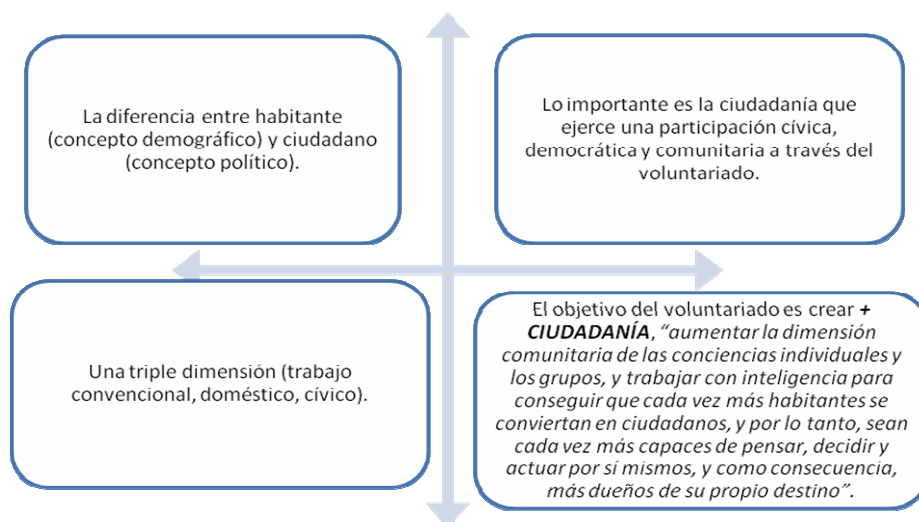 La diferencia entre habitante
(concepto demográfico) y ciudadano
(concepto político).
Lo importante es la ciudadanía que
ejerce una participación cívica,
democrática y comunitaria a través del
voluntariado.
Una triple dimensión (trabajo
convencional, doméstico, cívico).
El objetivo del voluntariado es crear +
CIUDADANÍA, “aumentar la dimensión
comunitaria de las conciencias individuales y
los grupos, y trabajar con inteligencia para
conseguir que cada vez más habitantes se
conviertan en ciudadanos, y por lo tanto, sean
cada vez más capaces de pensar, decidir y
actuar por sí mismos, y como consecuencia,
más dueños de su propio destino”.